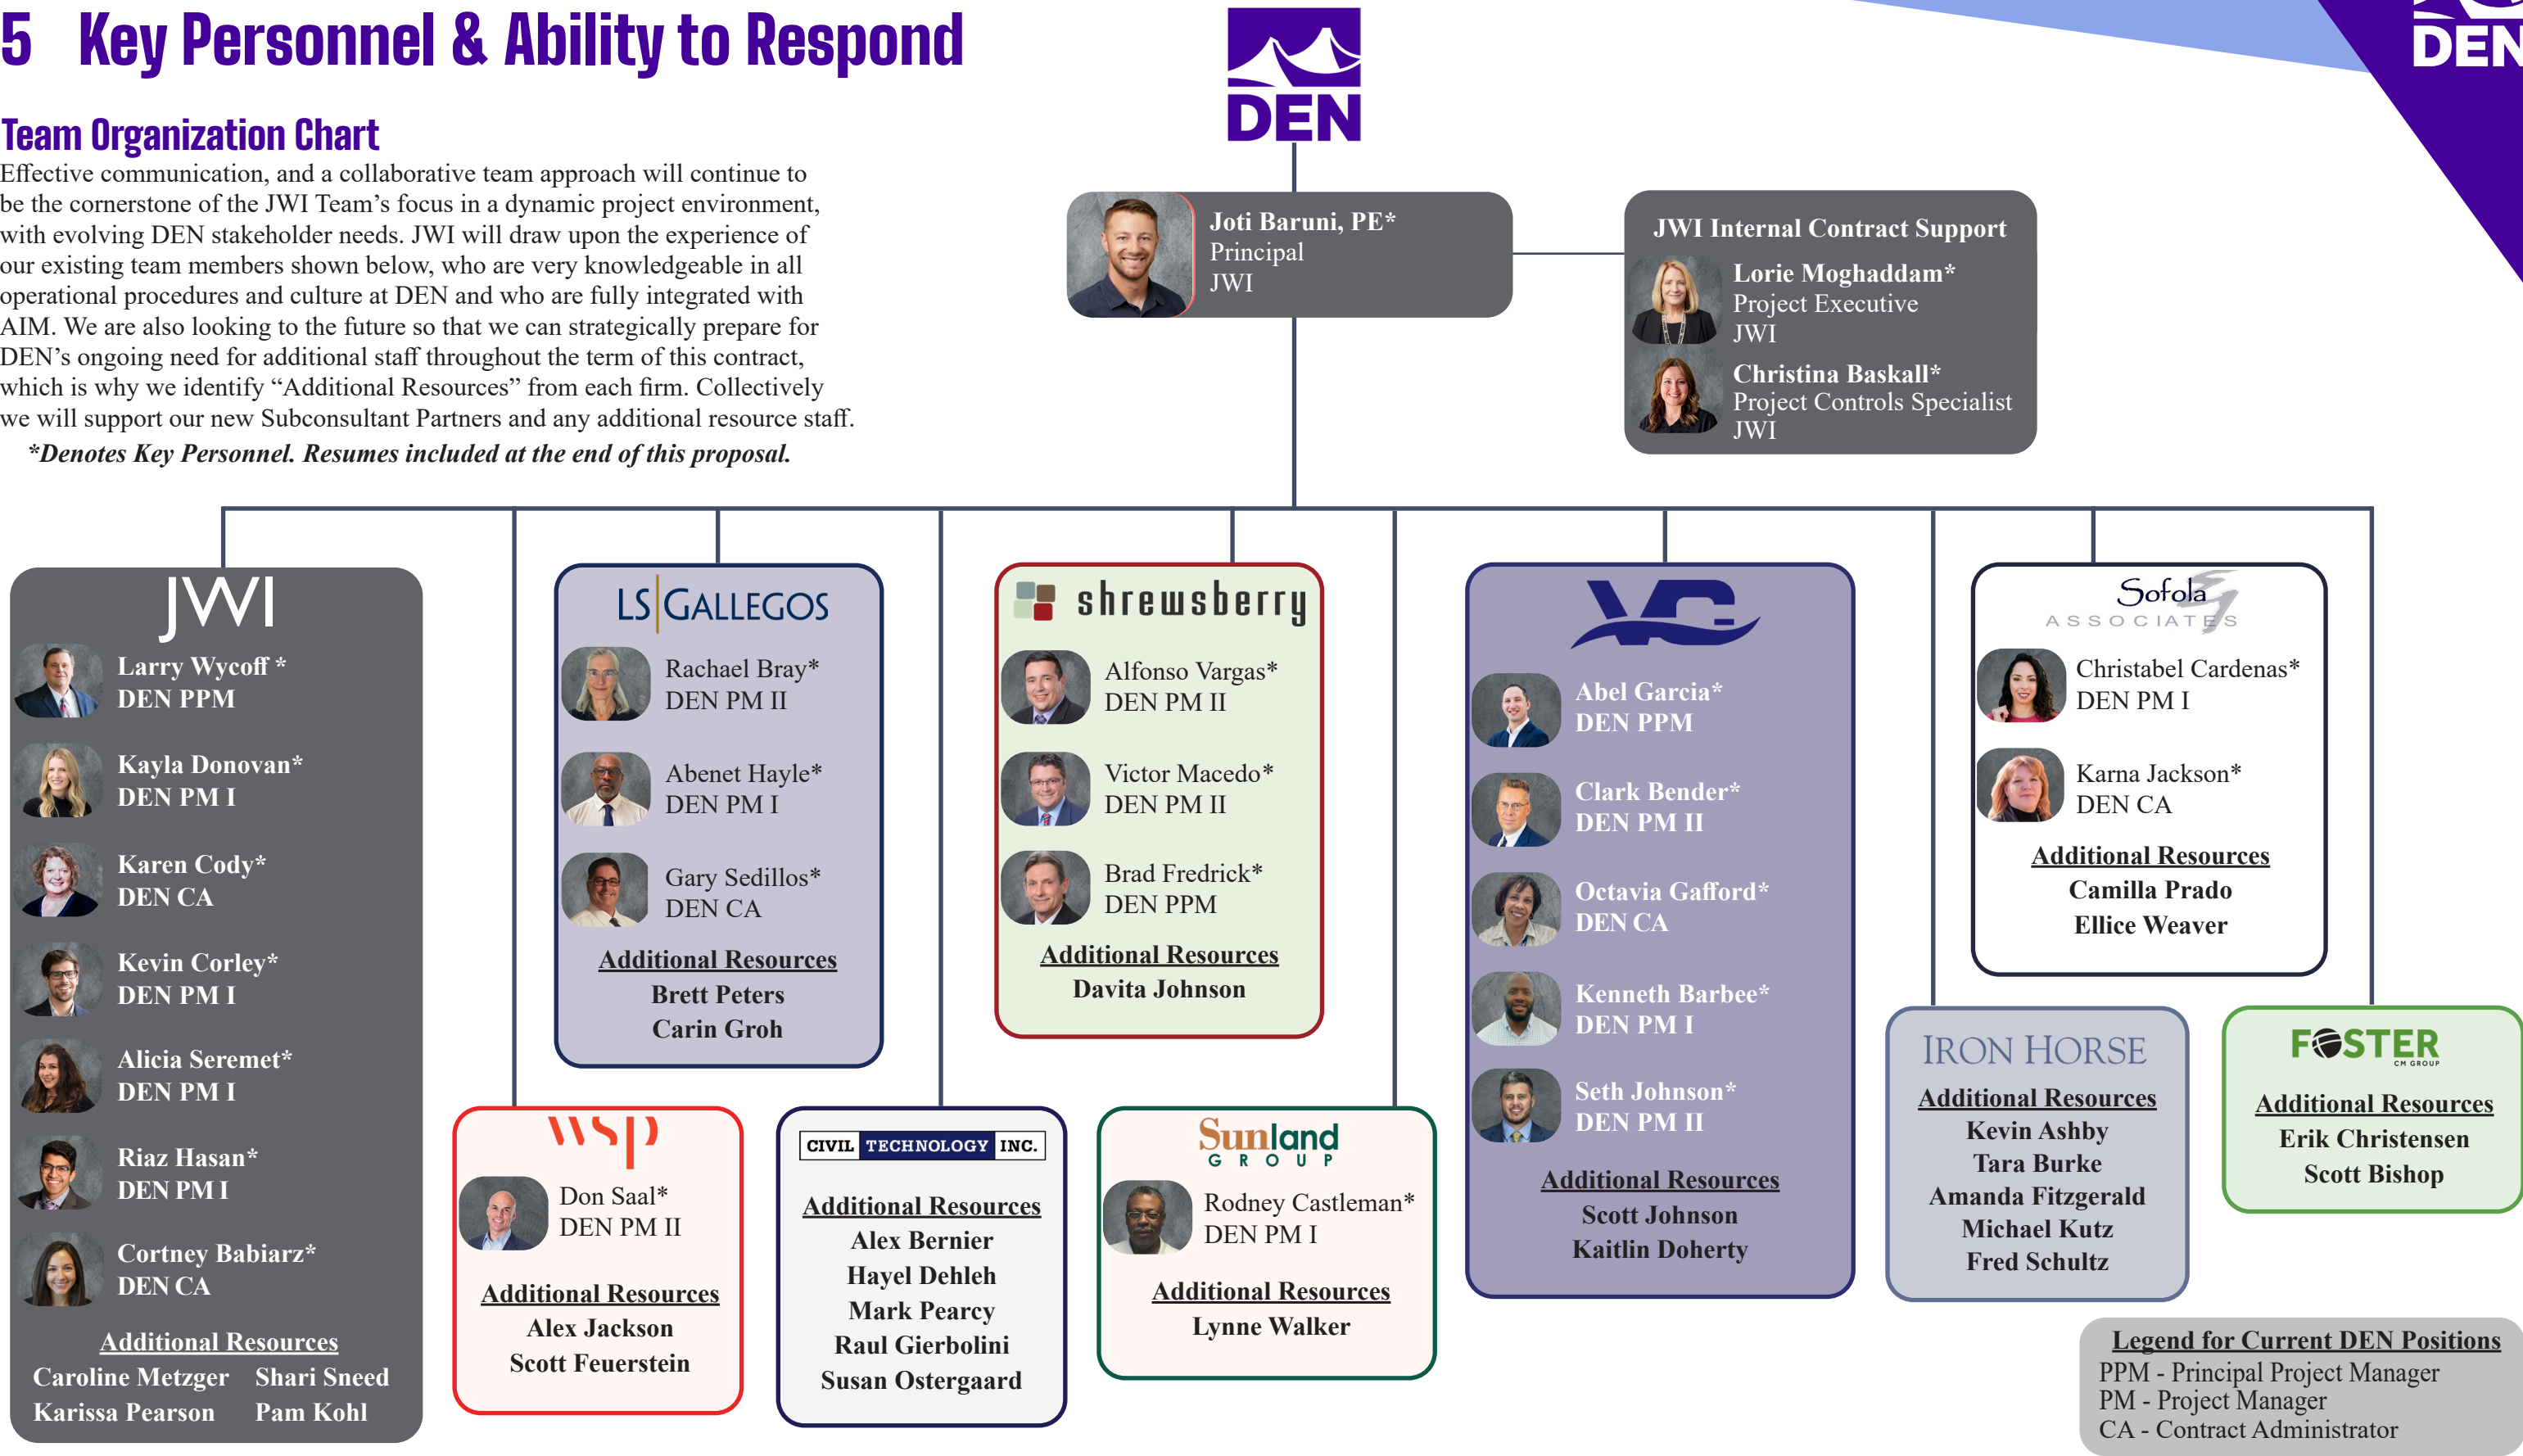 5 Key Personnel & Ability to Respond
DEN
DEN
Team Organization Chart
Effective communication, and a collaborative team approach will continue to
be the cornerstone of the JWI Team’s focus in a dynamic project environment,
with evolving DEN stakeholder needs. JWI will draw upon the experience of
our existing team members shown below, who are very knowledgeable in all
operational procedures and culture at DEN and who are fully integrated with
AIM. We are also looking to the future so that we can strategically prepare for
DEN’s ongoing need for additional staff throughout the term of this contract,
which is why we identify “Additional Resources” from each firm. Collectively
we will support our new Subconsultant Partners and any additional resource staff.
*Denotes Key Personnel. Resumes included at the end of this proposal.
Joti Baruni, PE*
Principal
JWI
JWI Internal Contract Support
Lorie Moghaddam*
Project Executive
JWI
Christina Baskall*
Project Controls Specialist
JWI
JWI
Larry Wycoff *
DEN PPM
Kayla Donovan*
DEN PM I
Karen Cody*
DEN CA
Kevin Corley*
DEN PM I
Alicia Seremet*
DEN PM I
Riaz Hasan*
DEN PM I
Cortney Babiarz*
DEN CA
Additional Resources
Caroline Metzger Shari Sneed
Karissa Pearson Pam Kohl
LS|GALLEGOS
Rachael Bray*
DEN PM II
Abenet Hayle*
DEN PM I
Gary Sedillos*
DEN CA
Additional Resources
Brett Peters
Carin Groh
wsp
Don Saal*
DEN PM II
Additional Resources
Alex Jackson
Scott Feuerstein
CIVIL TECHNOLOGY INC.
Additional Resources
Alex Bernier
Hayel Dehleh
Mark Pearcy
Raul Gierbolini
Susan Ostergaard
shrewsberry
Alfonso Vargas*
DEN PM II
Victor Macedo*
DEN PM II
Brad Fredrick*
DEN PPM
Additional Resources
Davita Johnson
Sunland
GROUP
Rodney Castleman*
DEN PM I
Additional Resources
Lynne Walker
VG
Abel Garcia*
DEN PPM
Clark Bender*
DEN PM II
Octavia Gafford*
DEN CA
Kenneth Barbee*
DEN PM I
Seth Johnson*
DEN PM II
Additional Resources
Scott Johnson
Kaitlin Doherty
Sofola
ASSOCIATES
Christabel Cardenas*
DEN PM I
Karna Jackson*
DEN CA
Additional Resources
Camilla Prado
Ellice Weaver
IRON HORSE
Additional Resources
Kevin Ashby
Tara Burke
Amanda Fitzgerald
Michael Kutz
Fred Schultz
FOSTER
CM GROUP
Additional Resources
Erik Christensen
Scott Bishop
Legend for Current DEN Positions
PPM - Principal Project Manager
PM - Project Manager
CA - Contract Administrator